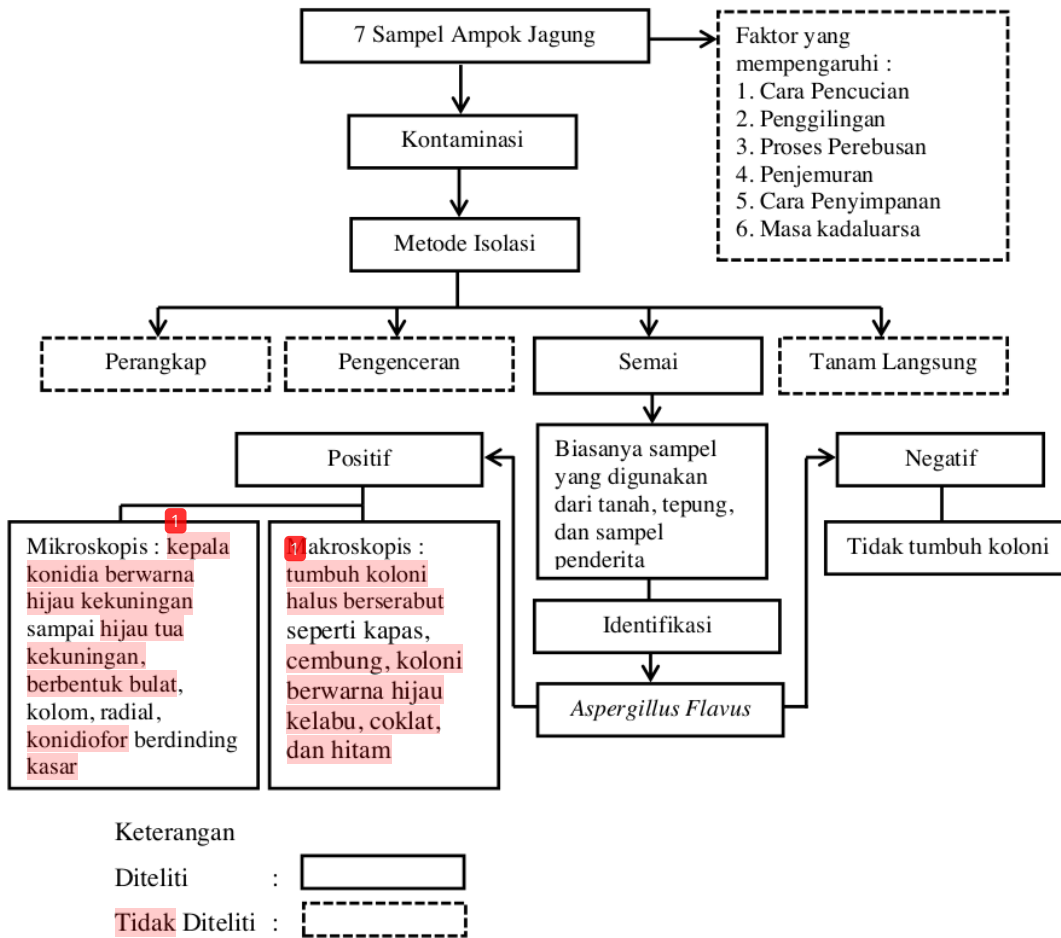 7 Sampel Ampok Jagung
Faktor yang
mempengaruhi :
1. Cara Pencucian
2. Penggilingan
3. Proses Perebusan
4. Penjemuran
5. Cara Penyimpanan
6. Masa kadaluarsa
Kontaminasi
Metode Isolasi
Perangkap
Pengenceran
Semai
Tanam Langsung
Biasanya sampel
yang digunakan
dari tanah, tepung,
dan sampel
penderita
Positif
Negatif
1
Mikroskopis : kepala
konidia berwarna
hijau kekuningan
sampai hijau tua
kekuningan,
berbentuk bulat,
kolom, radial,
konidiofor berdinding
kasar
1
Makroskopis :
tumbuh koloni
halus berserabut
seperti kapas,
cembung, koloni
berwarna hijau
kelabu, coklat,
dan hitam
Tidak tumbuh koloni
Identifikasi
Aspergillus Flavus
Keterangan
Diteliti :
Tidak Diteliti :